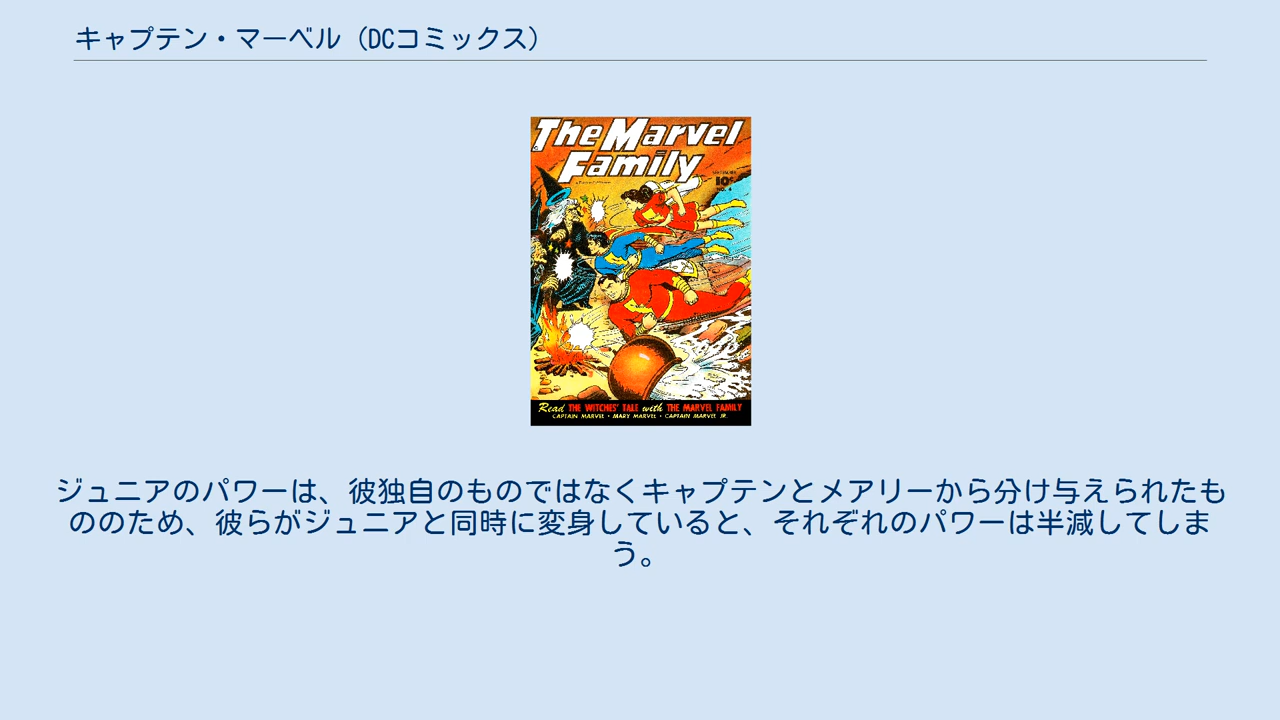 キャプテン・マーベル（DCコミックス）
The Marvel
Family
10¢
Read THE WITCHES' TALE with THE MARVEL FAMILY
CAPTAIN MARVEL • MARY MARVEL • CAPTAIN MARVEL JR.
ジュニアのパワーは、彼独自のものではなくキャプテンとメアリーから分け与えられたも
ののため、彼らがジュニアと同時に変身していると、それぞれのパワーは半減してしま
う。